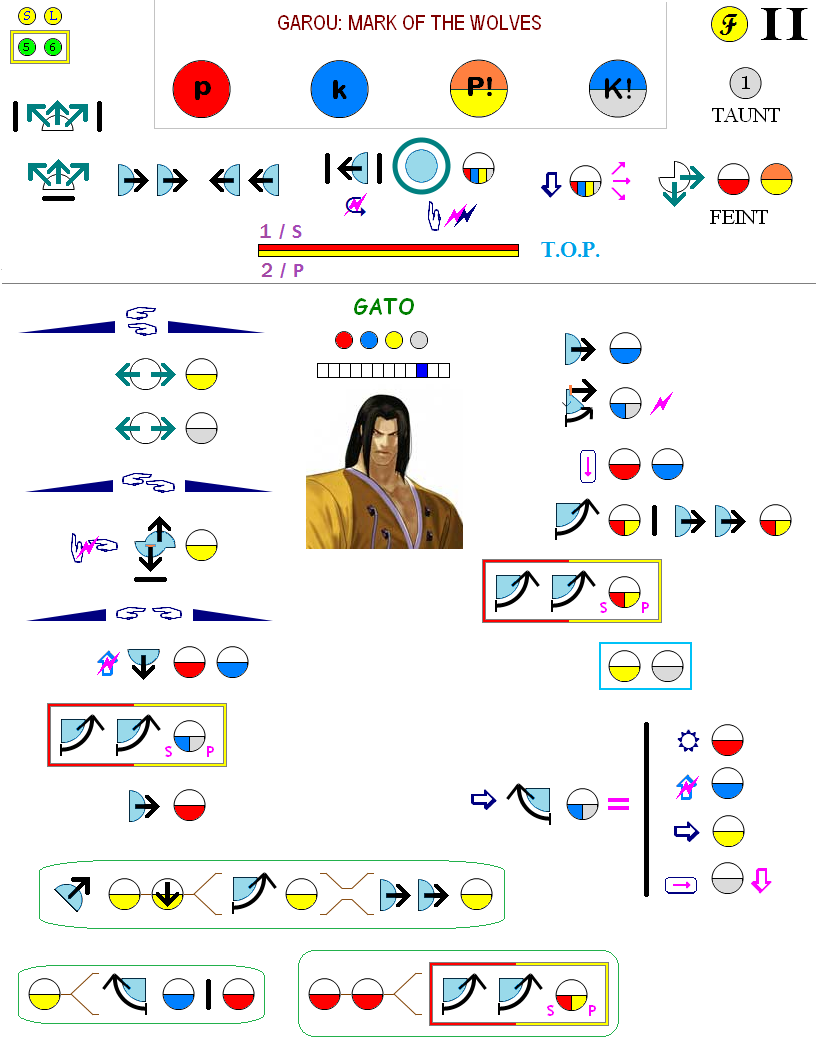 S L
5 6
GAROU: MARK OF THE WOLVES
F II
p k P! K!
1
TAUNT
FEINT
1 / S
2 / P
T.O.P.
GATO
S P
S P
S P